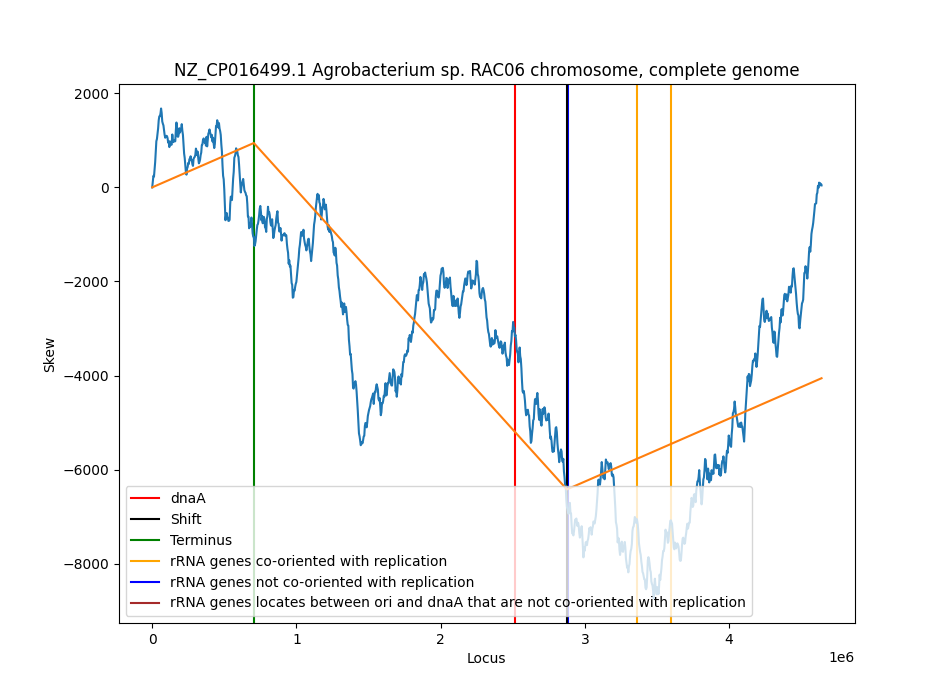 NZ_CP016499.1 Agrobacterium sp. RAC06 chromosome, complete genome
2000
0
−2000
−4000
−6000
−8000
Skew
dnaA
Shift
Terminus
rRNA genes co-oriented with replication
rRNA genes not co-oriented with replication
rRNA genes locates between ori and dnaA that are not co-oriented with replication
0 1 2 3 4
1e6
Locus